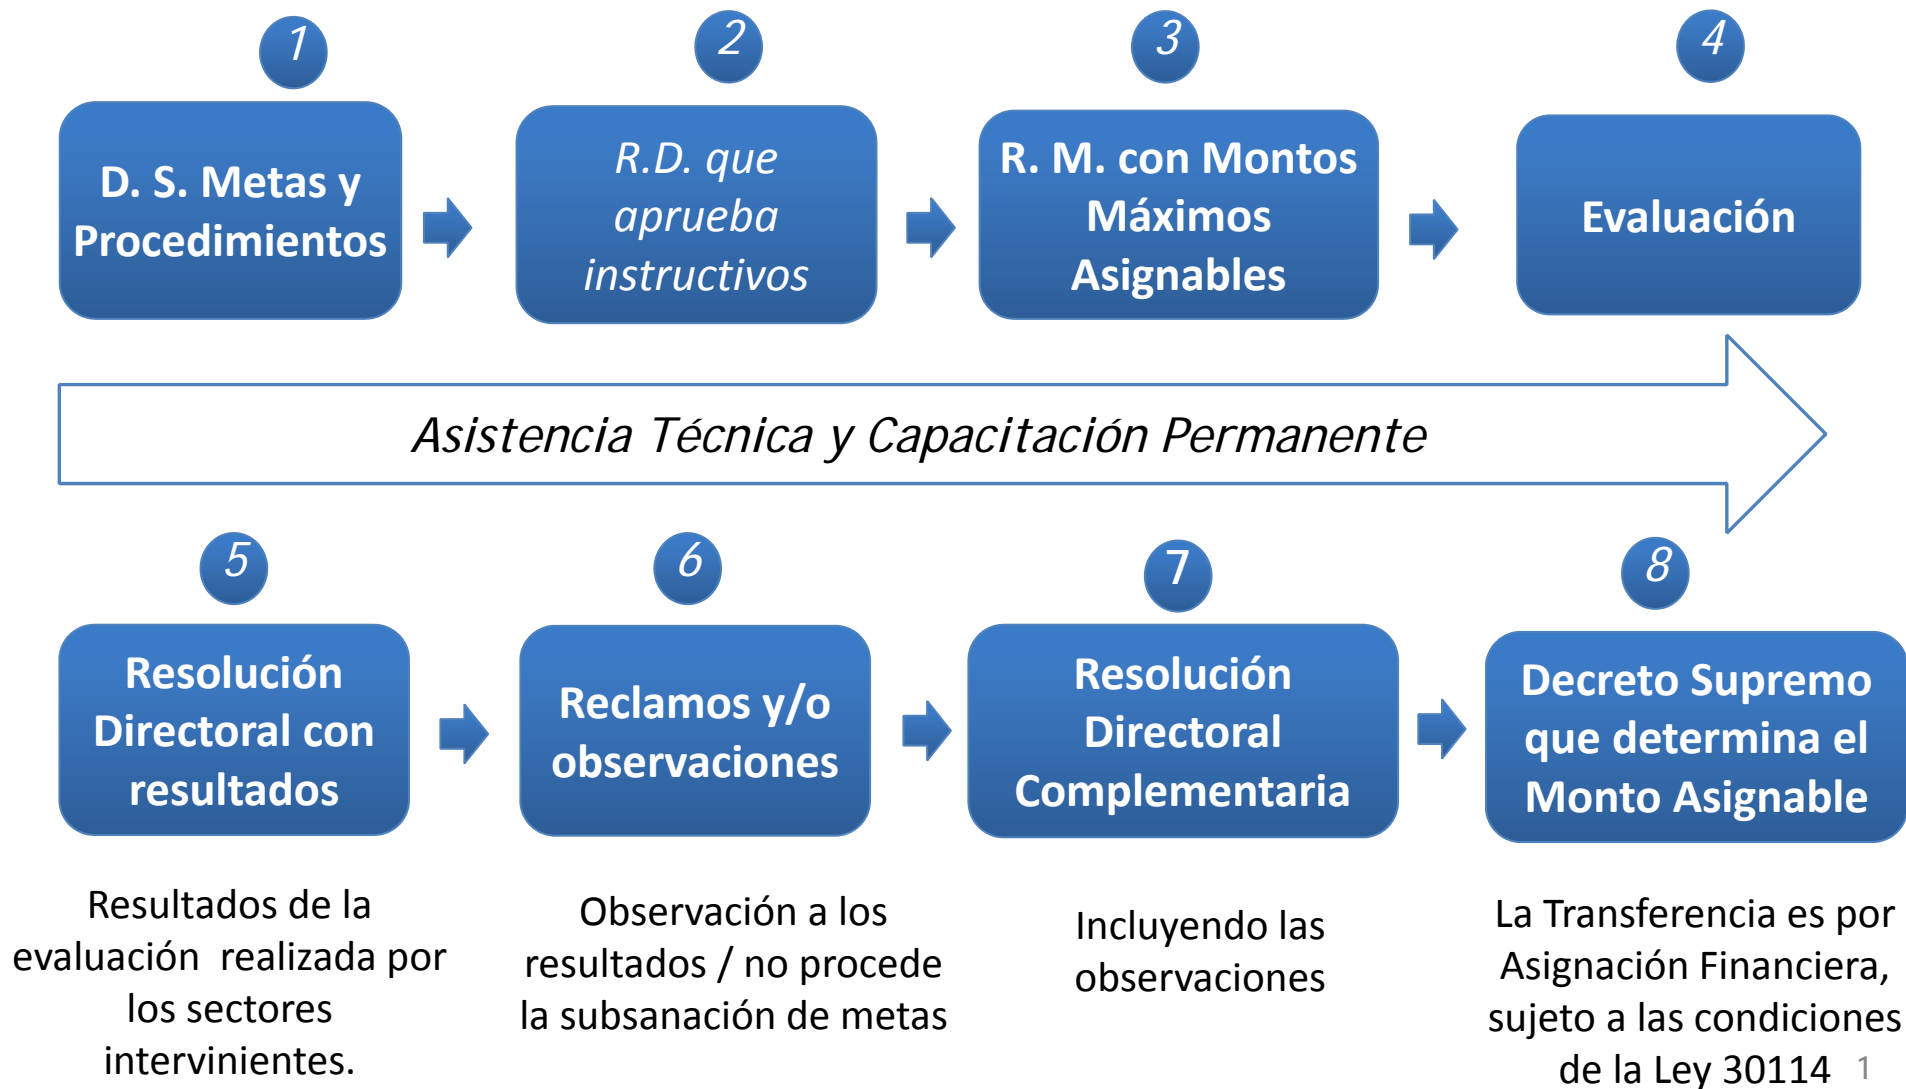 1
D. S. Metas y
Procedimientos
2
R.D. que
aprueba
instructivos
3
R. M. con Montos
Máximos
Asignables
4
Evaluación
Asistencia Técnica y Capacitación Permanente
5
Resolución
Directoral con
resultados
Resultados de la
evaluación realizada por
los sectores
intervinientes.
6
Reclamos y/o
observaciones
Observación a los
resultados / no procede
la subsanación de metas
7
Resolución
Directoral
Complementaria
Incluyendo las
observaciones
8
Decreto Supremo
que determina el
Monto Asignable
La Transferencia es por
Asignación Financiera,
sujeto a las condiciones
de la Ley 30114
1